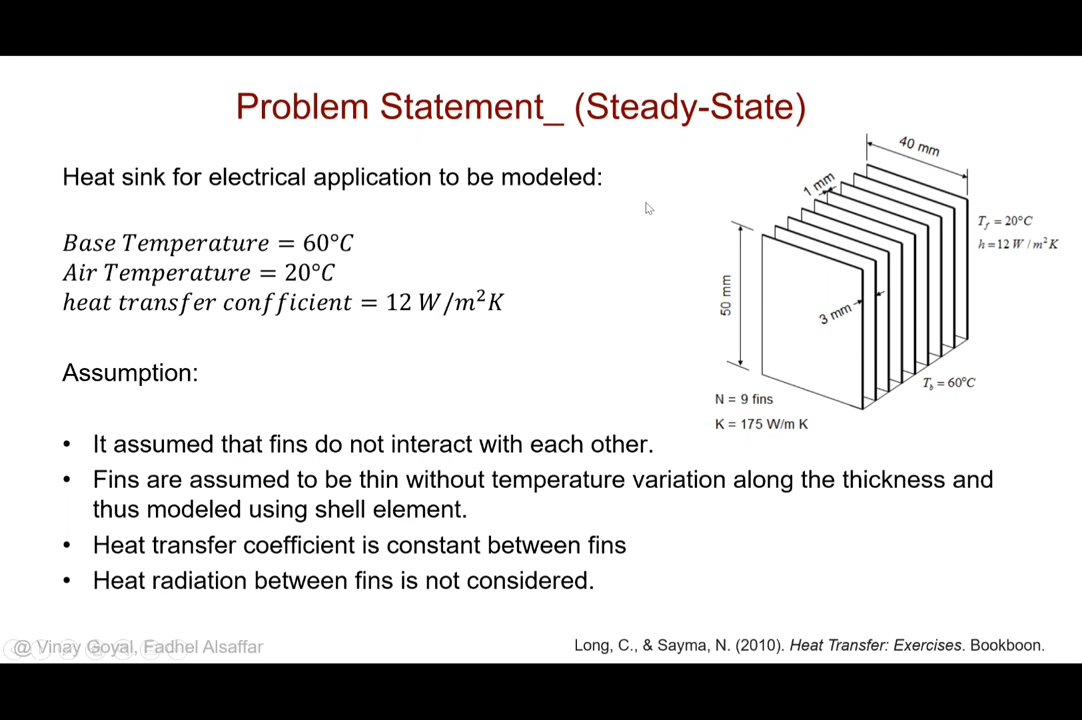 Problem Statement_ (Steady-State)
Heat sink for electrical application to be modeled:
Base Temperature = 60°C
Air Temperature = 20°C
heat transfer confficient = 12 W/m²K
Assumption:
• It assumed that fins do not interact with each other.
• Fins are assumed to be thin without temperature variation along the thickness and
thus modeled using shell element.
• Heat transfer coefficient is constant between fins
• Heat radiation between fins is not considered.
40 mm
1 mm
T_f = 20°C
h = 12 W / m²K
50 mm
3 mm
T_b = 60°C
N = 9 fins
K = 175 W/m K
@ Vinay Goyal, Fadhel Alsaffar
Long, C., & Sayma, N. (2010). Heat Transfer: Exercises. Bookboon.